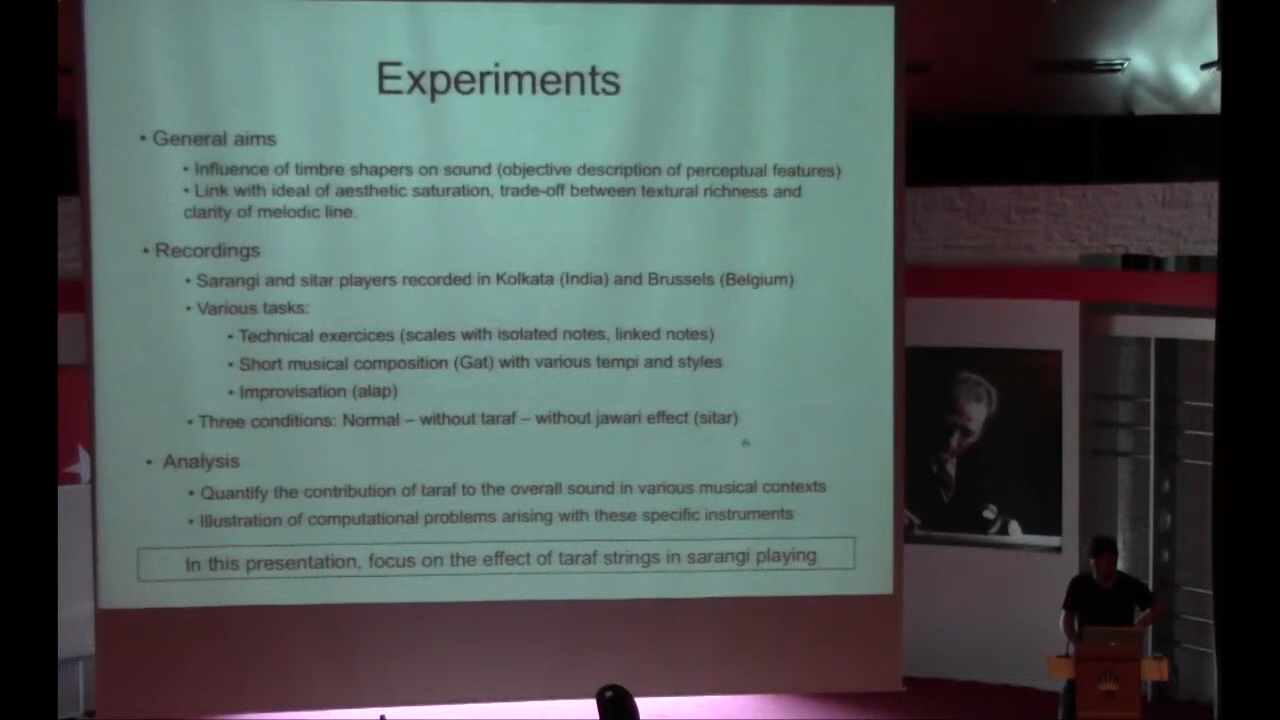 Experiments
• General aims
• Influence of timbre shapers on sound (objective description of perceptual features)
• Link with ideal of aesthetic saturation, trade-off between textural richness and
clarity of melodic line.
• Recordings
• Sarangi and sitar players recorded in Kolkata (India) and Brussels (Belgium)
• Various tasks:
• Technical exercices (scales with isolated notes, linked notes)
• Short musical composition (Gat) with various tempi and styles
• Improvisation (alap)
• Three conditions: Normal – without taraf – without jawari effect (sitar)
• Analysis
• Quantify the contribution of taraf to the overall sound in various musical contexts
• Illustration of computational problems arising with these specific instruments
In this presentation, focus on the effect of taraf strings in sarangi playing